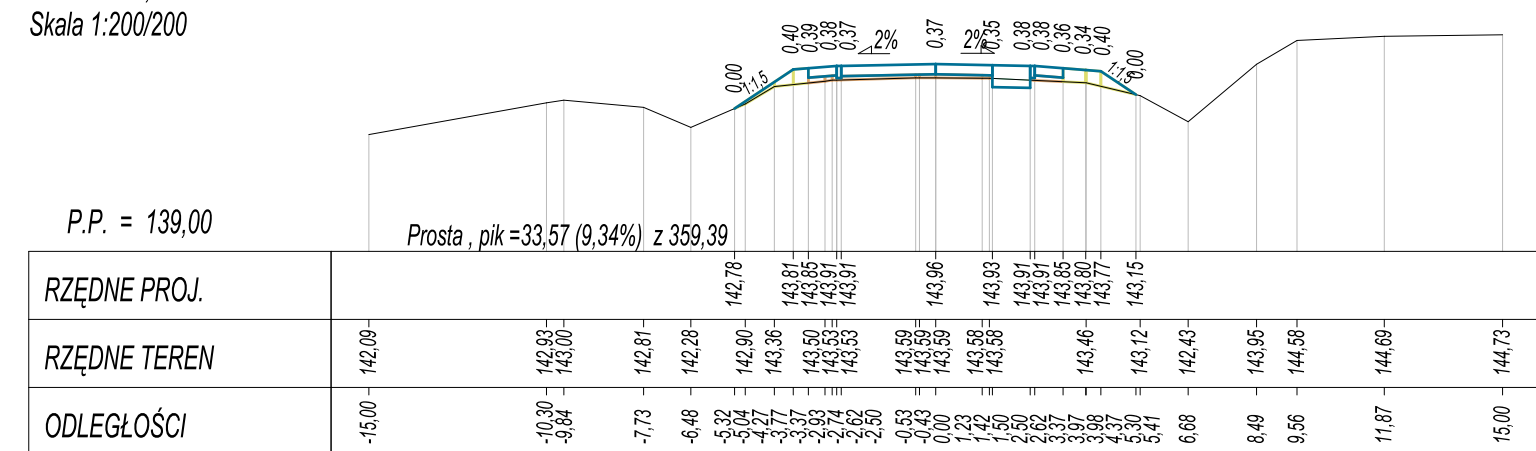 Skala 1:200/200
0,00 0,40 0,39 0,38 0,37 2% 0,37 2% 0,35 0,38 0,38 0,36 0,34 0,40 0,00
1:1,5 1:1,5
P.P. = 139,00
Prosta , pik =33,57 (9,34%) z 359,39
RZĘDNE PROJ. 142,78 143,81 143,85 143,91 143,91 143,96 143,93 143,91 143,91 143,85 143,80 143,77 143,15
RZĘDNE TEREN 142,09 142,93 143,00 142,81 142,28 142,90 143,36 143,50 143,53 143,53 143,59 143,59 143,59 143,58 143,58 143,46 143,12 142,43 143,95 144,58 144,69 144,73
ODLEGŁOŚCI -15,00 -10,30 -9,84 -7,73 -6,48 -5,32 -5,04 -4,27 -3,77 -3,37 -2,93 -2,74 -2,62 -2,50 -0,53 -0,43 0,00 1,23 1,42 1,50 2,50 2,62 3,37 3,97 3,98 4,37 5,30 5,41 6,68 8,49 9,56 11,87 15,00